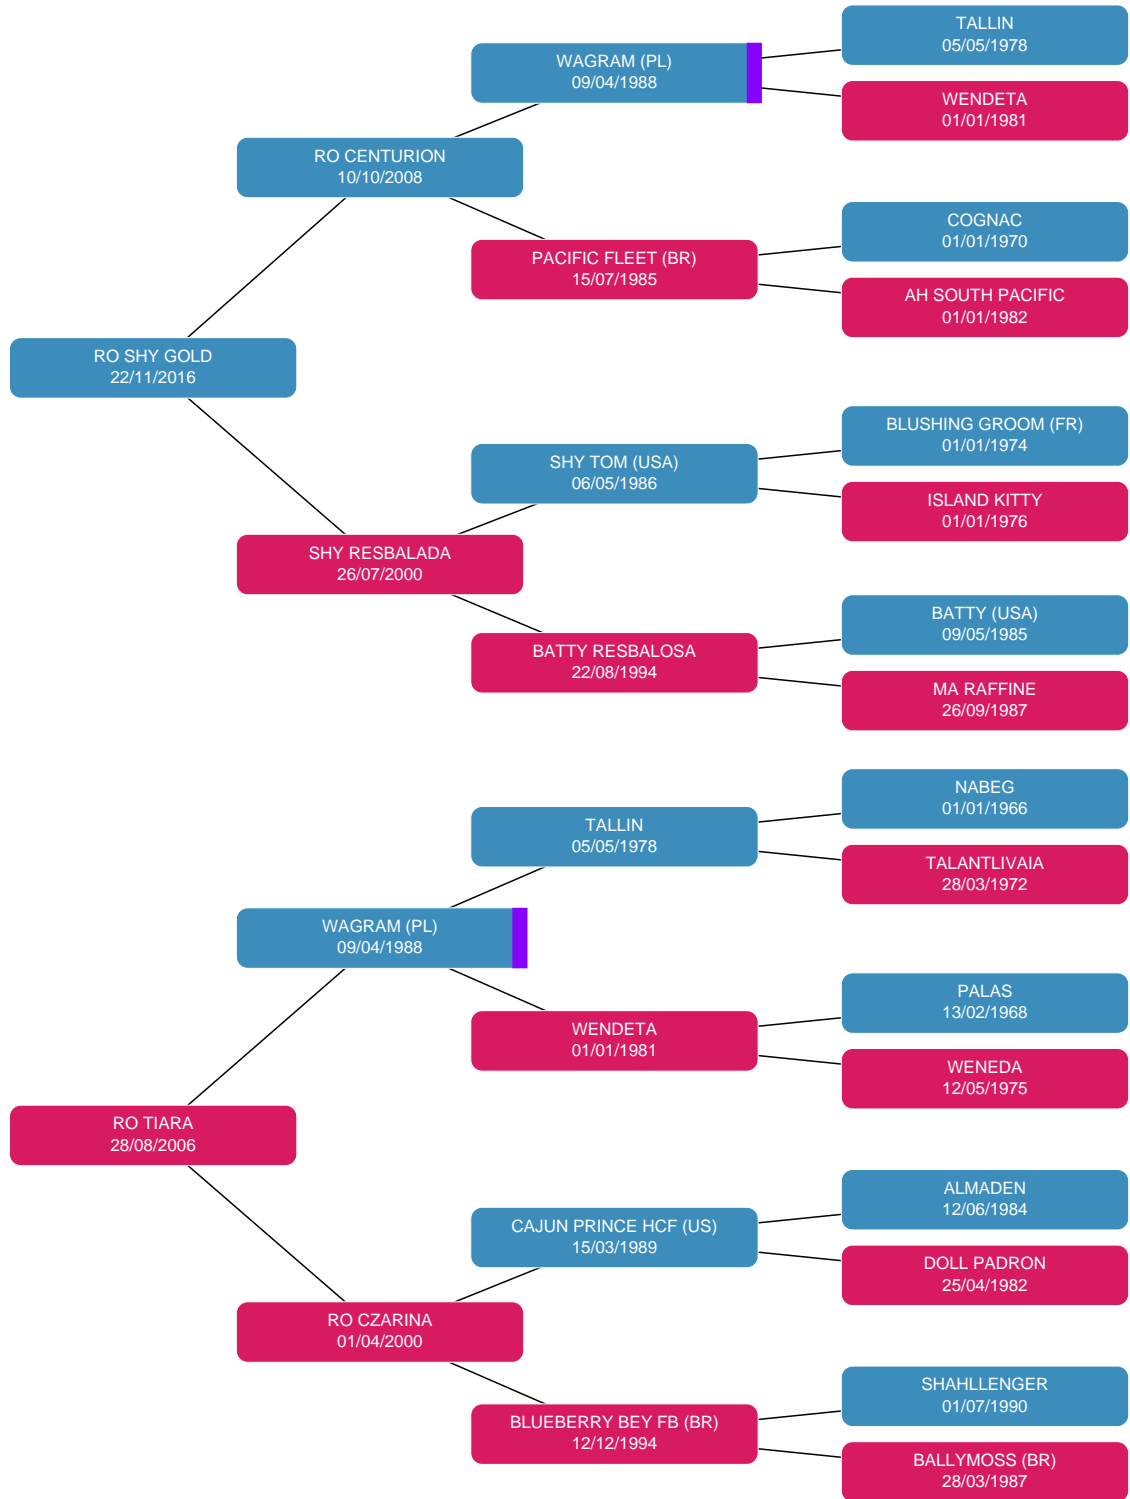 TALLIN
05/05/1978
WAGRAM (PL)
09/04/1988
WENDETA
01/01/1981
RO CENTURION
10/10/2008
COGNAC
01/01/1970
PACIFIC FLEET (BR)
15/07/1985
AH SOUTH PACIFIC
01/01/1982
RO SHY GOLD
22/11/2016
BLUSHING GROOM (FR)
01/01/1974
SHY TOM (USA)
06/05/1986
ISLAND KITTY
01/01/1976
SHY RESBALADA
26/07/2000
BATTY (USA)
09/05/1985
BATTY RESBALOSA
22/08/1994
MA RAFFINE
26/09/1987
NABEG
01/01/1966
TALLIN
05/05/1978
TALANTLIVAIA
28/03/1972
WAGRAM (PL)
09/04/1988
PALAS
13/02/1968
WENDETA
01/01/1981
WENEDA
12/05/1975
RO TIARA
28/08/2006
ALMADEN
12/06/1984
CAJUN PRINCE HCF (US)
15/03/1989
DOLL PADRON
25/04/1982
RO CZARINA
01/04/2000
SHAHLLENGER
01/07/1990
BLUEBERRY BEY FB (BR)
12/12/1994
BALLYMOSS (BR)
28/03/1987